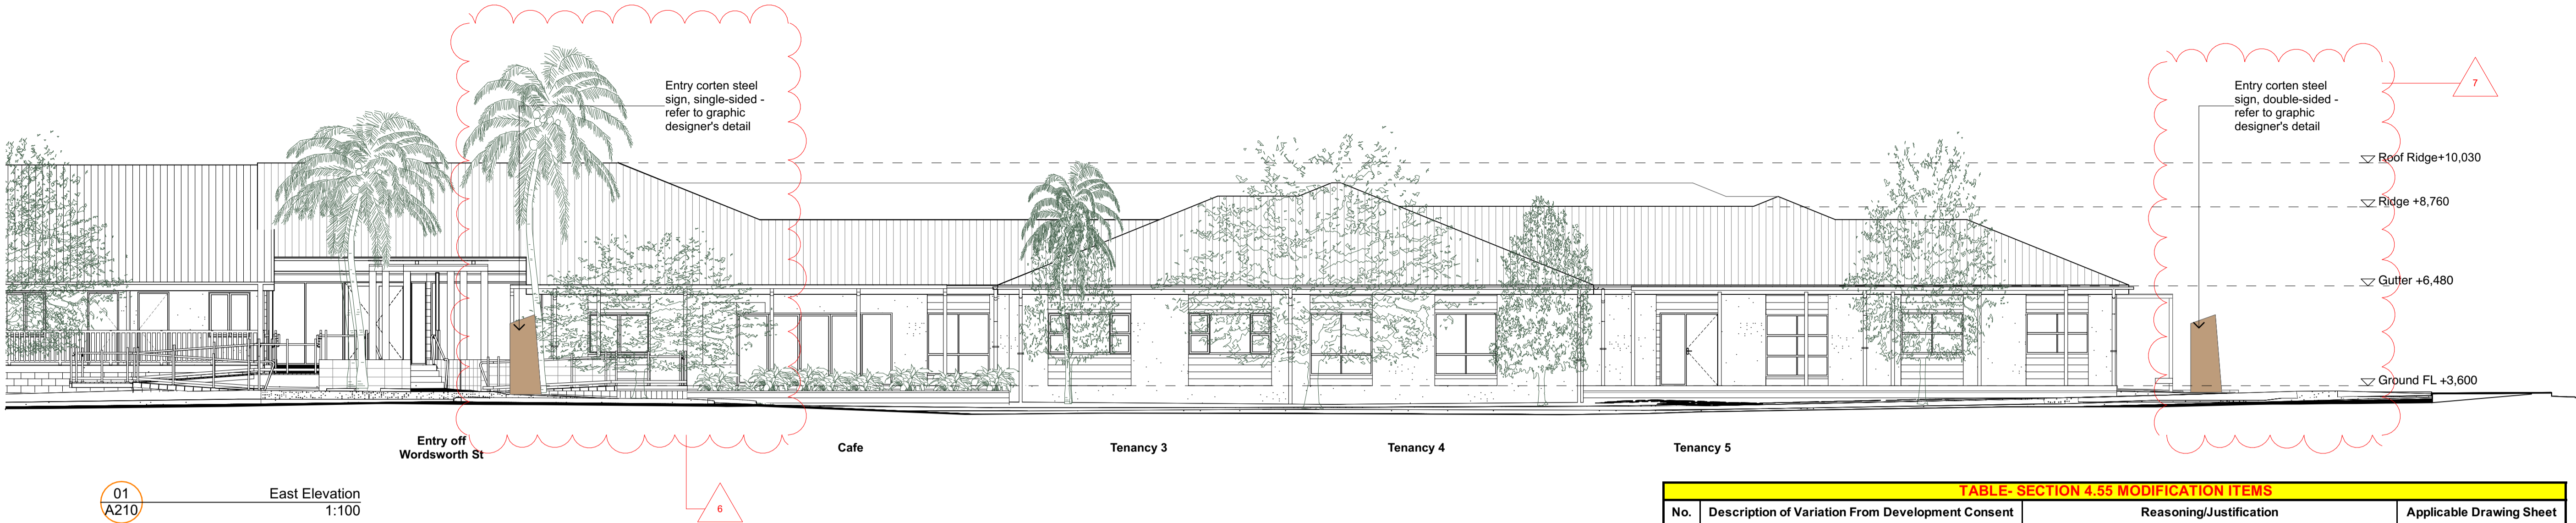 Entry corten steel
sign, single-sided -
refer to graphic
designer's detail
Entry corten steel
sign, double-sided -
refer to graphic
designer's detail
7
Roof Ridge+10,030
Ridge +8,760
Gutter +6,480
Ground FL +3,600
Entry off
Wordsworth St
Cafe
Tenancy 3
Tenancy 4
Tenancy 5
01
A210
East Elevation
1:100
6
TABLE- SECTION 4.55 MODIFICATION ITEMS
No. Description of Variation From Development Consent Reasoning/Justification Applicable Drawing Sheet